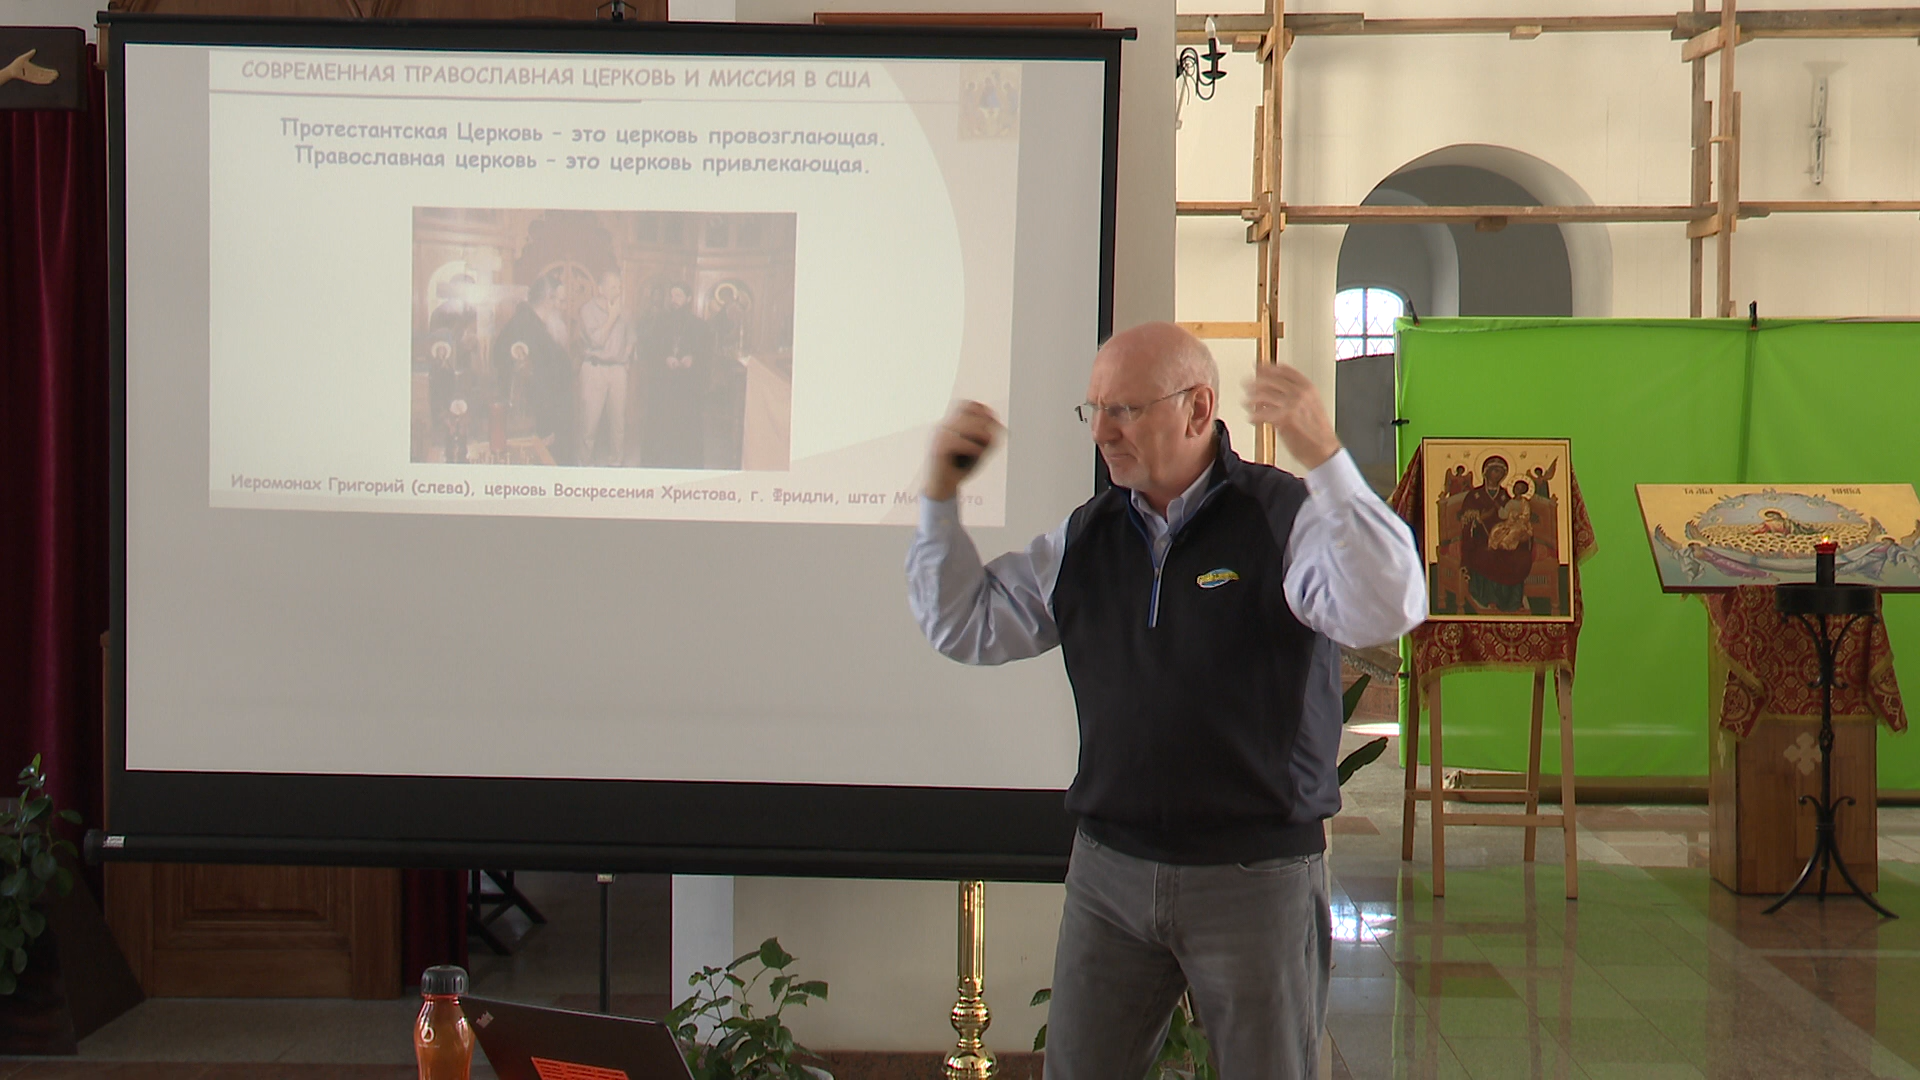 СОВРЕМЕННАЯ ПРАВОСЛАВНАЯ ЦЕРКОВЬ И МИССИЯ В США
Протестантская Церковь – это церковь провозглающая.
Православная церковь – это церковь привлекающая.
Иеромонах Григорий (слева), церковь Воскресения Христова, г. Фридли, штат